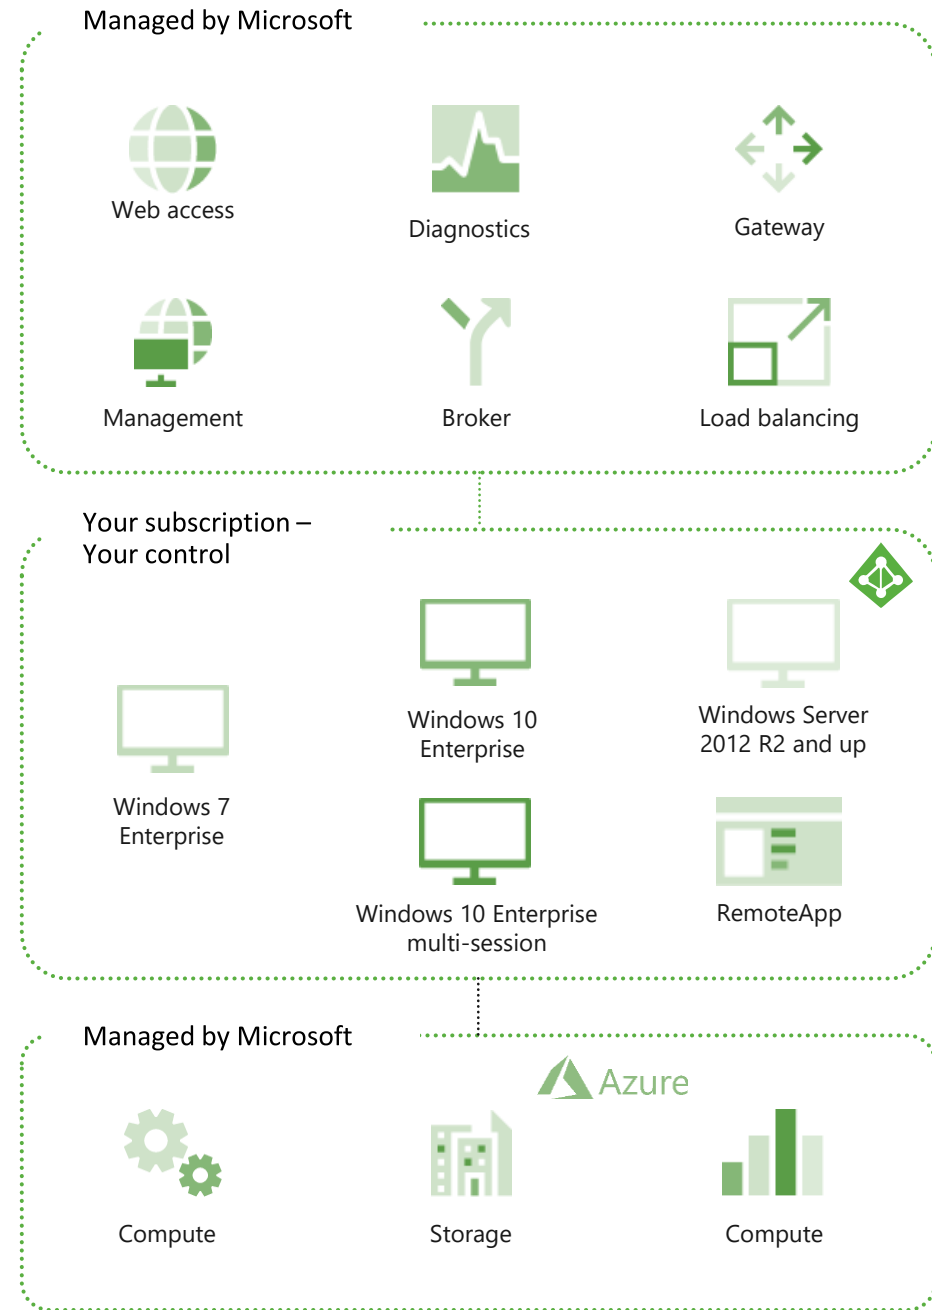 Managed by Microsoft
Web access
Diagnostics
Gateway
Management
Broker
Load balancing
Your subscription –
Your control
Windows 7
Enterprise
Windows 10
Enterprise
Windows Server
2012 R2 and up
Windows 10 Enterprise
multi-session
RemoteApp
Managed by Microsoft
Azure
Compute
Storage
Compute